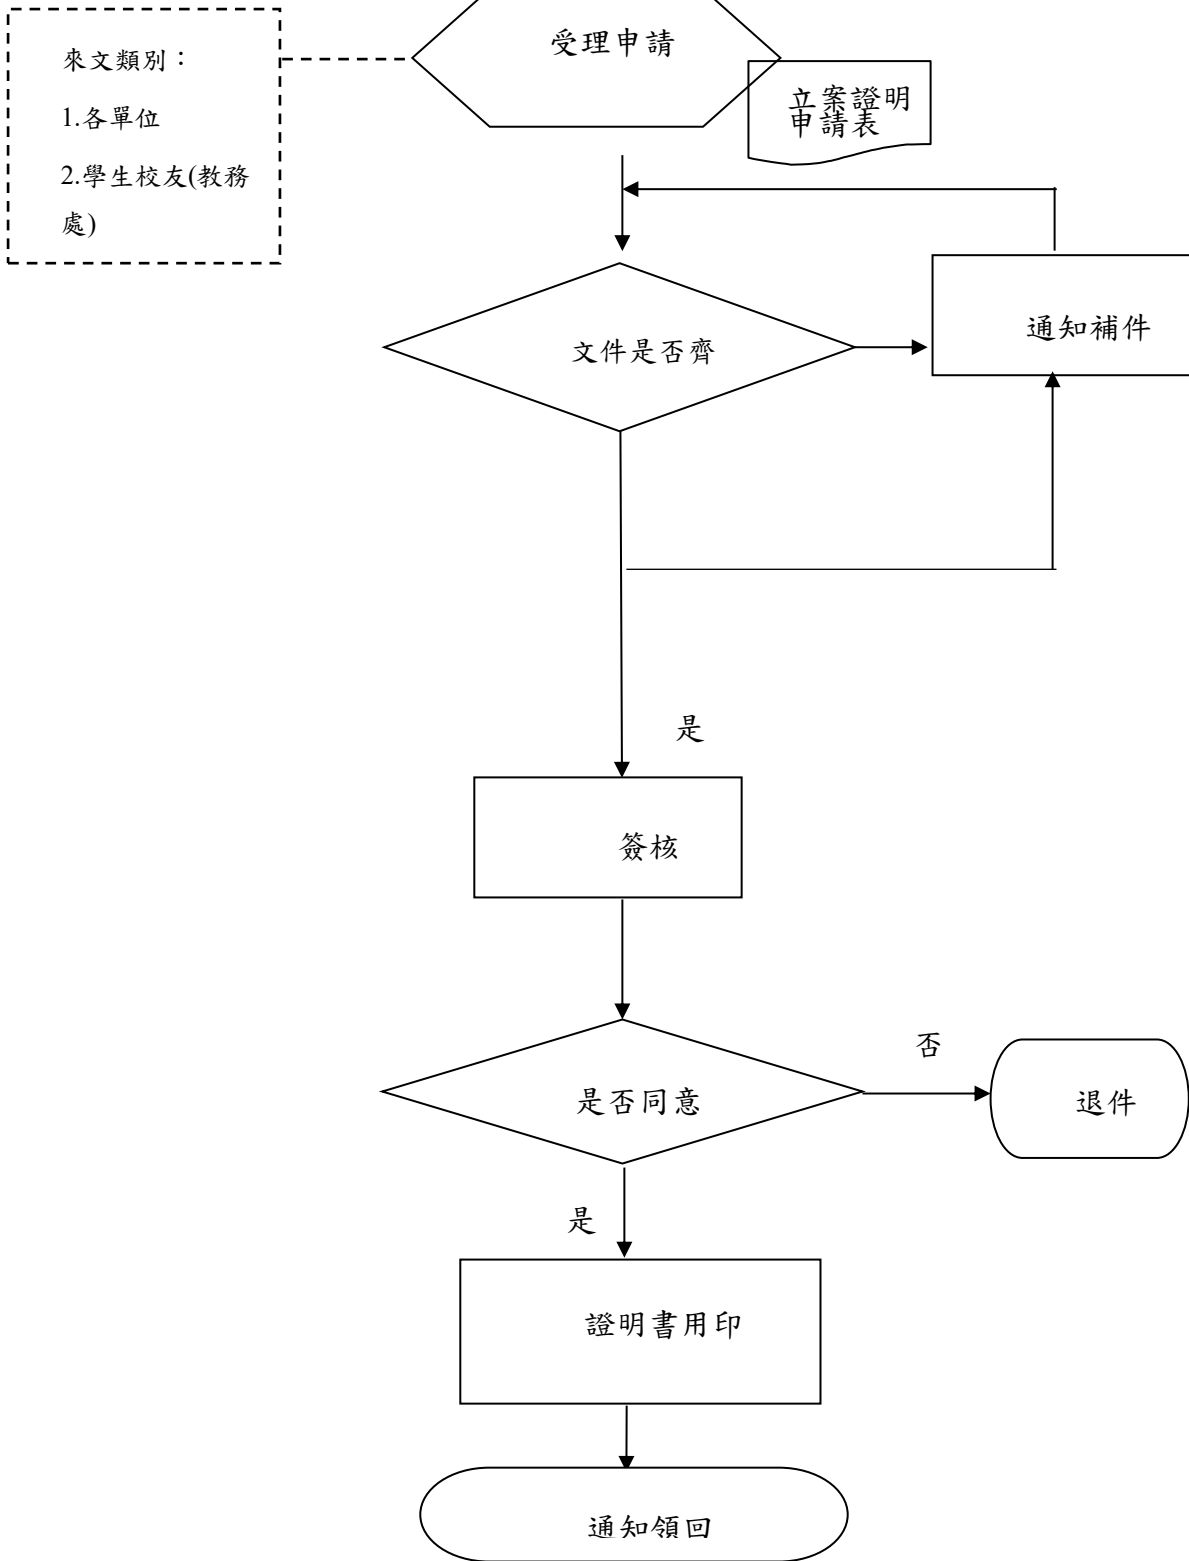 受理申請
來文類別：
1.各單位
2.學生校友(教務
處)
立案證明
申請表
文件是否齊
通知補件
是
簽核
是否同意
否
退件
是
證明書用印
通知領回